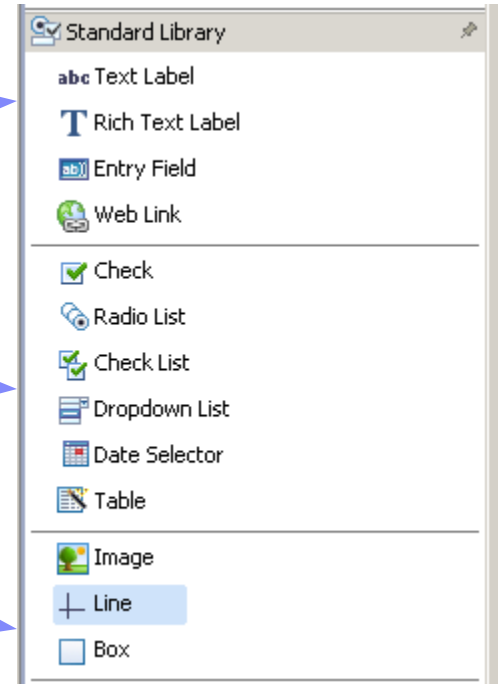 Standard Library
abc Text Label
T Rich Text Label
ab Entry Field
Web Link
Check
Radio List
Check List
Dropdown List
Date Selector
Table
Image
Line
Box